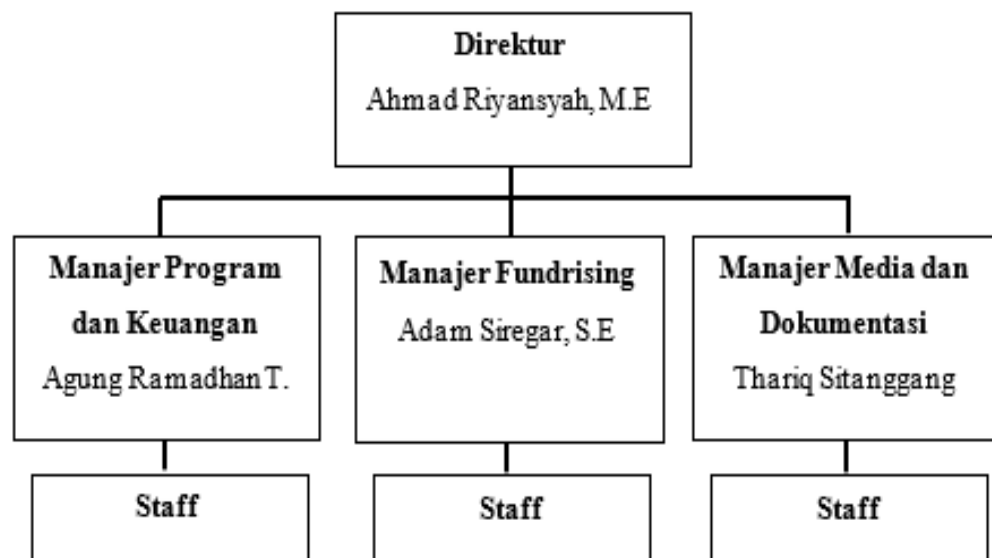 Direktur
Ahmad Riyansyah, M.E
Manajer Program
dan Keuangan
Agung Ramadhan T.
Manajer Fundrising
Adam Siregar, S.E
Manajer Media dan
Dokumentasi
Thariq Sitanggang
Staff
Staff
Staff